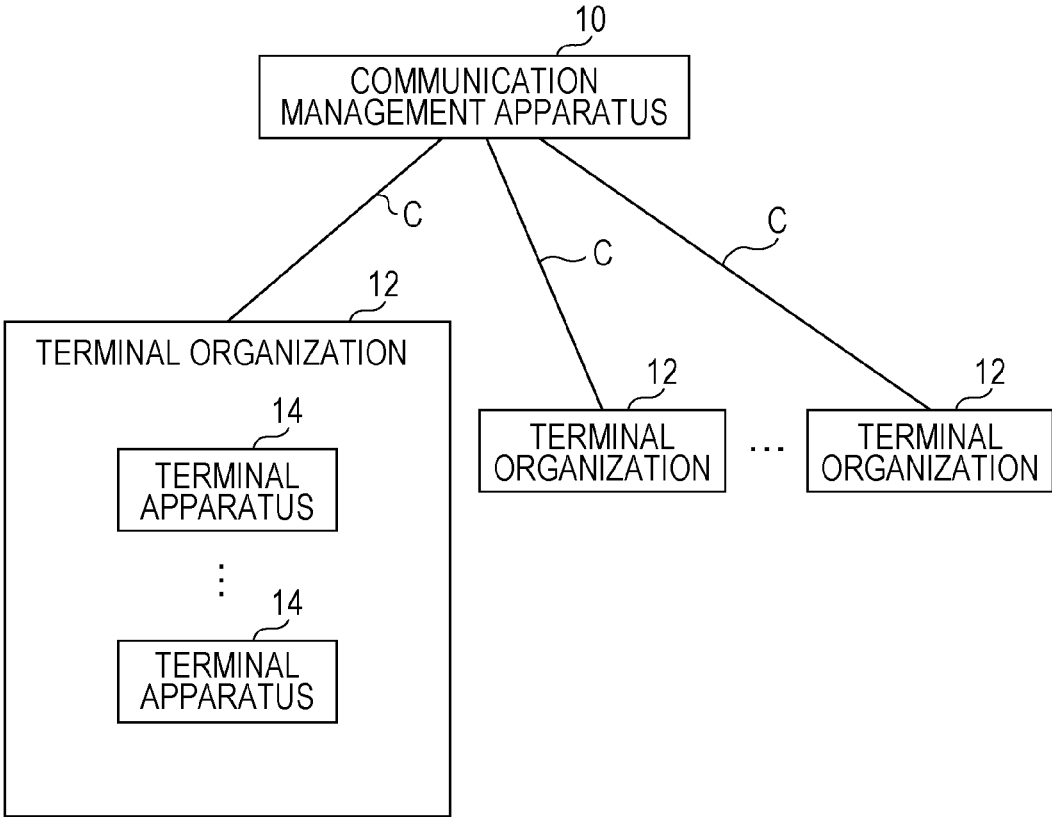 10
COMMUNICATION
MANAGEMENT APPARATUS
C
C
C
12
TERMINAL ORGANIZATION
14
TERMINAL
APPARATUS
⋮
14
TERMINAL
APPARATUS
12
TERMINAL
ORGANIZATION
...
12
TERMINAL
ORGANIZATION